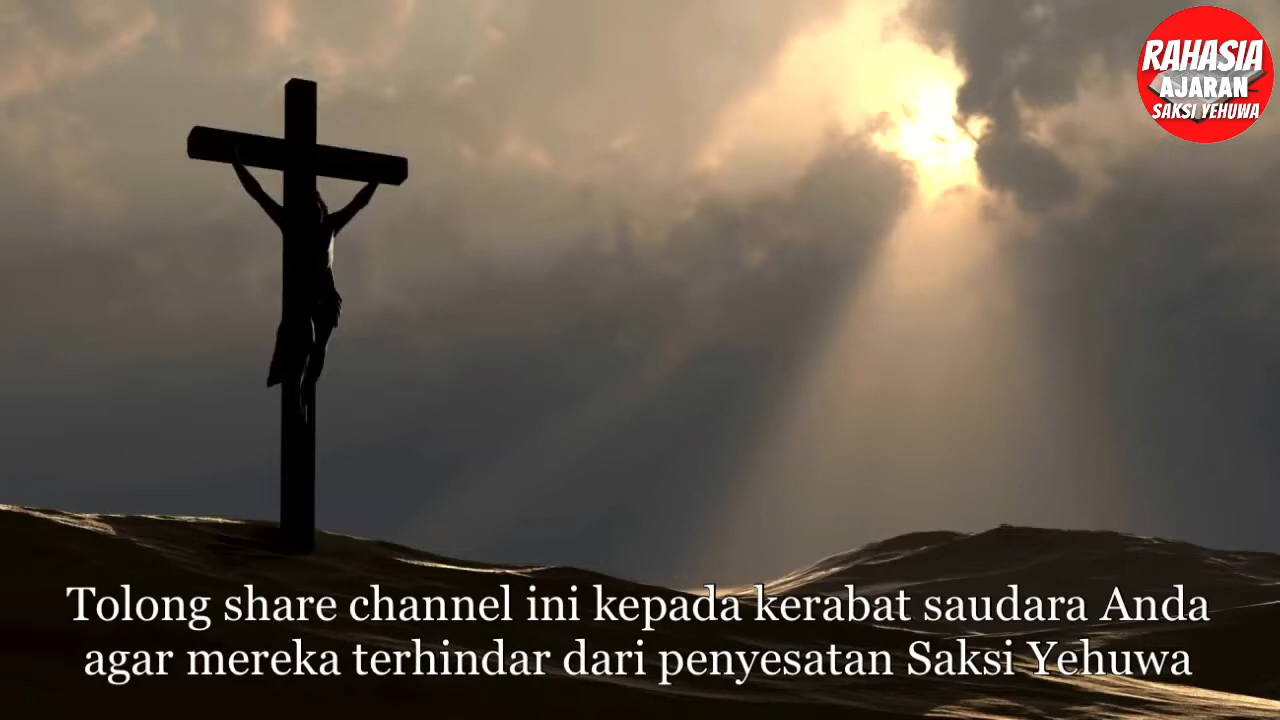 RAHASIA
AJARAN
SAKSI YEHUWA
Tolong share channel ini kepada kerabat saudara Anda
agar mereka terhindar dari penyesatan Saksi Yehuwa